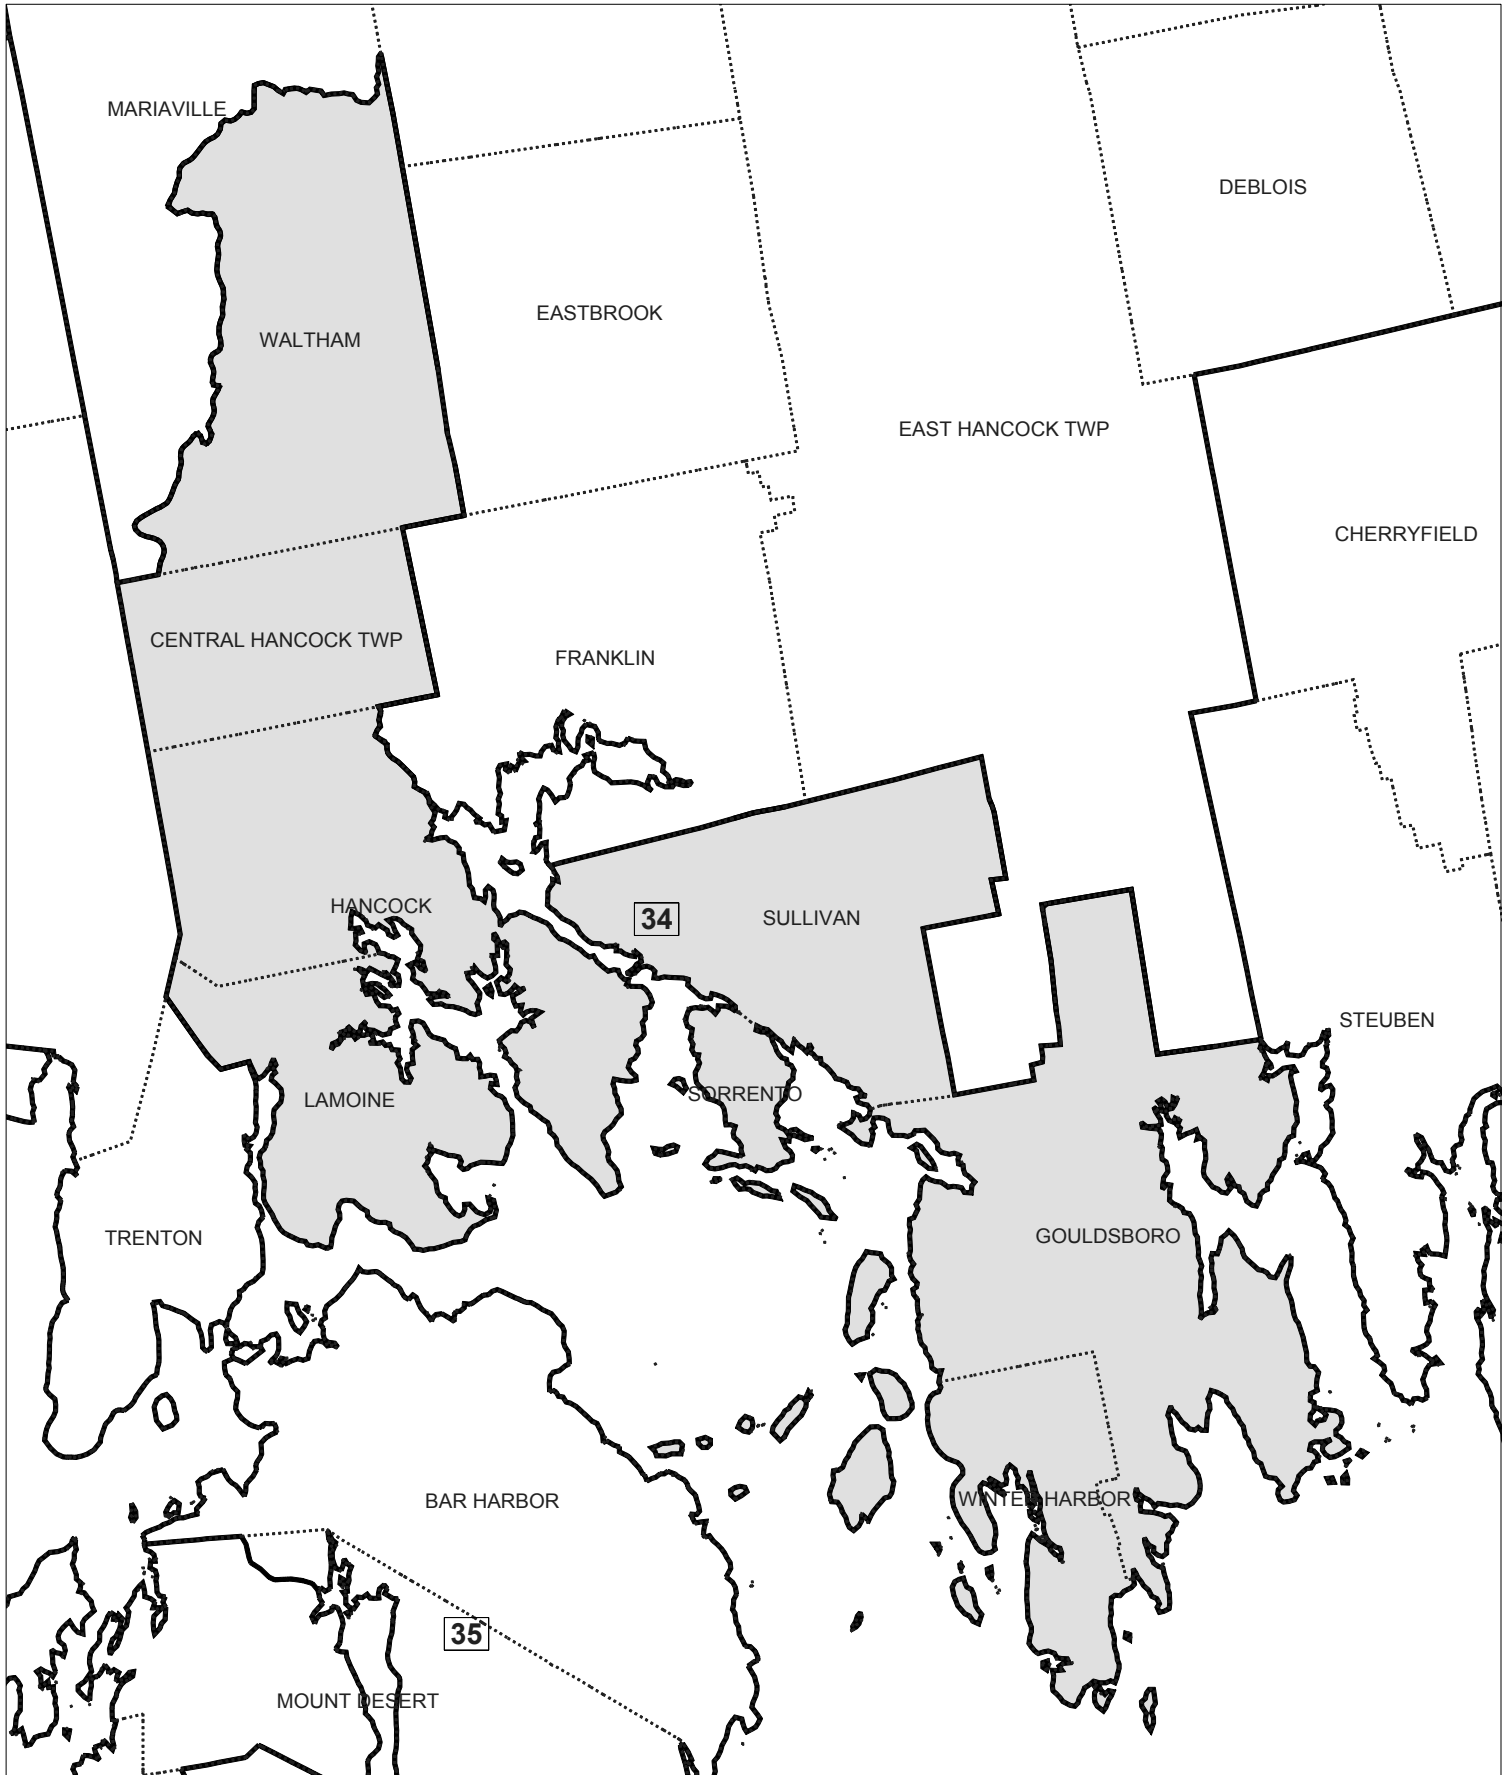 MARIAVILLE
DEBLOIS
EASTBROOK
WALTHAM
EAST HANCOCK TWP
CHERRYFIELD
CENTRAL HANCOCK TWP
FRANKLIN
HANCOCK
34
SULLIVAN
STEUBEN
SORRENTO
LAMOINE
TRENTON
GOULDSBORO
WINTER HARBOR
BAR HARBOR
35
MOUNT DESERT